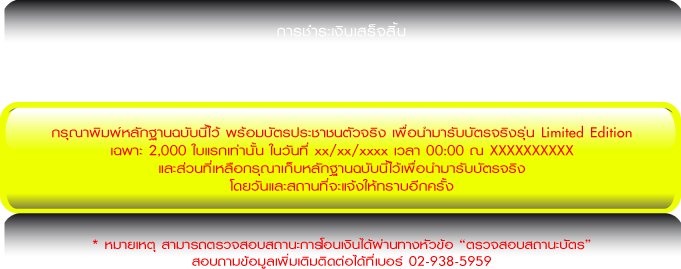 การชำระเงินเสร็จสิ้น
กรุณาพิมพ์หลักฐานฉบับนี้ไว้ พร้อมบัตรประชาชนตัวจริง เพื่อนำมารับบัตรจริงรุ่น Limited Edition
เฉพาะ 2,000 ใบแรกเท่านั้น ในวันที่ xx/xx/xxxx เวลา 00:00 ณ XXXXXXXXXX
และส่วนที่เหลือกรุณาเก็บหลักฐานฉบับนี้ไว้เพื่อนำมารับบัตรจริง
โดยวันและสถานที่จะแจ้งให้ทราบอีกครั้ง
* หมายเหตุ สามารถตรวจสอบสถานะการโอนเงินได้ผ่านทางหัวข้อ “ตรวจสอบสถานะบัตร”
สอบถามข้อมูลเพิ่มเติมติดต่อได้ที่เบอร์ 02-938-5959